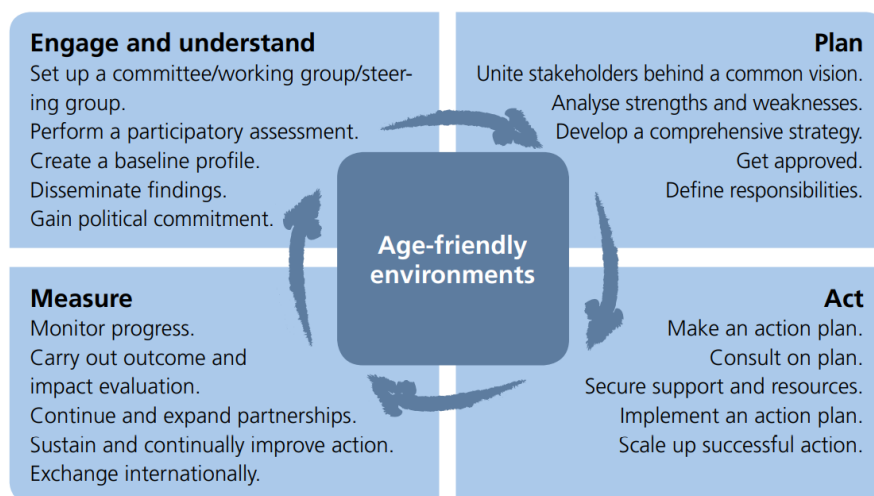 Engage and understand
Set up a committee/working group/steer-
ing group.
Perform a participatory assessment.
Create a baseline profile.
Disseminate findings.
Gain political commitment.
Plan
Unite stakeholders behind a common vision.
Analyse strengths and weaknesses.
Develop a comprehensive strategy.
Get approved.
Define responsibilities.
Age-friendly
environments
Measure
Monitor progress.
Carry out outcome and
impact evaluation.
Continue and expand partnerships.
Sustain and continually improve action.
Exchange internationally.
Act
Make an action plan.
Consult on plan.
Secure support and resources.
Implement an action plan.
Scale up successful action.